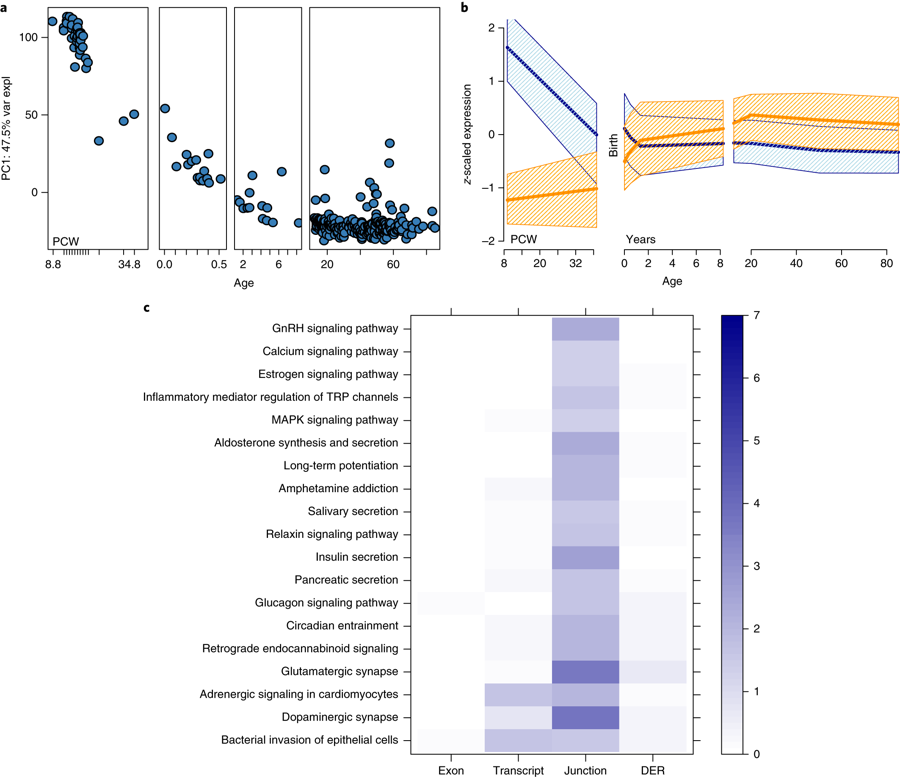 a
PC1: 47.5% var expl
100
50
0
PCW
8.8 34.8 0.0 0.5 2 4 6 8 20 60
Age
b
z-scaled expression
2
1
0
−1
−2
PCW
Birth
Years
8 20 32 0 2 4 6 8 20 40 60 80
Age
c
GnRH signaling pathway
Calcium signaling pathway
Estrogen signaling pathway
Inflammatory mediator regulation of TRP channels
MAPK signaling pathway
Aldosterone synthesis and secretion
Long-term potentiation
Amphetamine addiction
Salivary secretion
Relaxin signaling pathway
Insulin secretion
Pancreatic secretion
Glucagon signaling pathway
Circadian entrainment
Retrograde endocannabinoid signaling
Glutamatergic synapse
Adrenergic signaling in cardiomyocytes
Dopaminergic synapse
Bacterial invasion of epithelial cells
Exon Transcript Junction DER
7
6
5
4
3
2
1
0